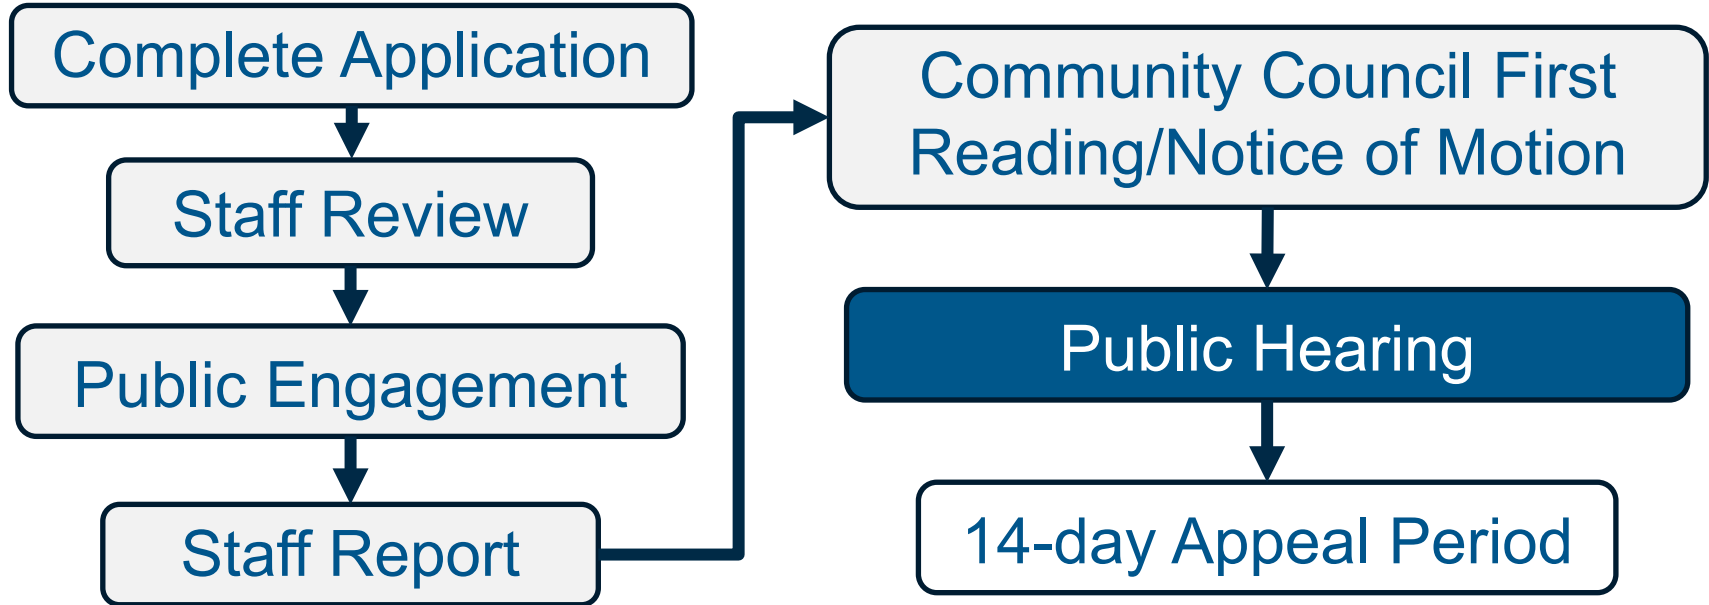 Complete Application
Staff Review
Public Engagement
Staff Report
Community Council First
Reading/Notice of Motion
Public Hearing
14-day Appeal Period